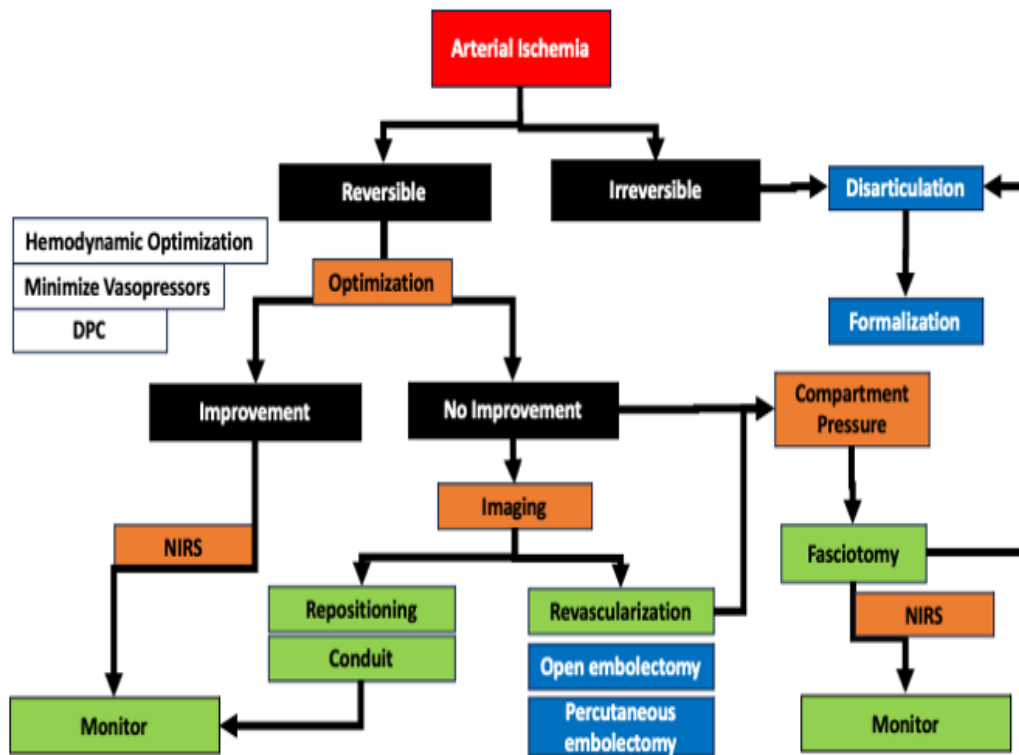 Arterial Ischemia
Reversible
Irreversible
Disarticulation
Hemodynamic Optimization
Minimize Vasopressors
DPC
Optimization
Formalization
Improvement
No Improvement
Compartment
Pressure
Imaging
NIRS
Fasciotomy
Repositioning
Revascularization
NIRS
Conduit
Open embolectomy
Monitor
Percutaneous
embolectomy
Monitor